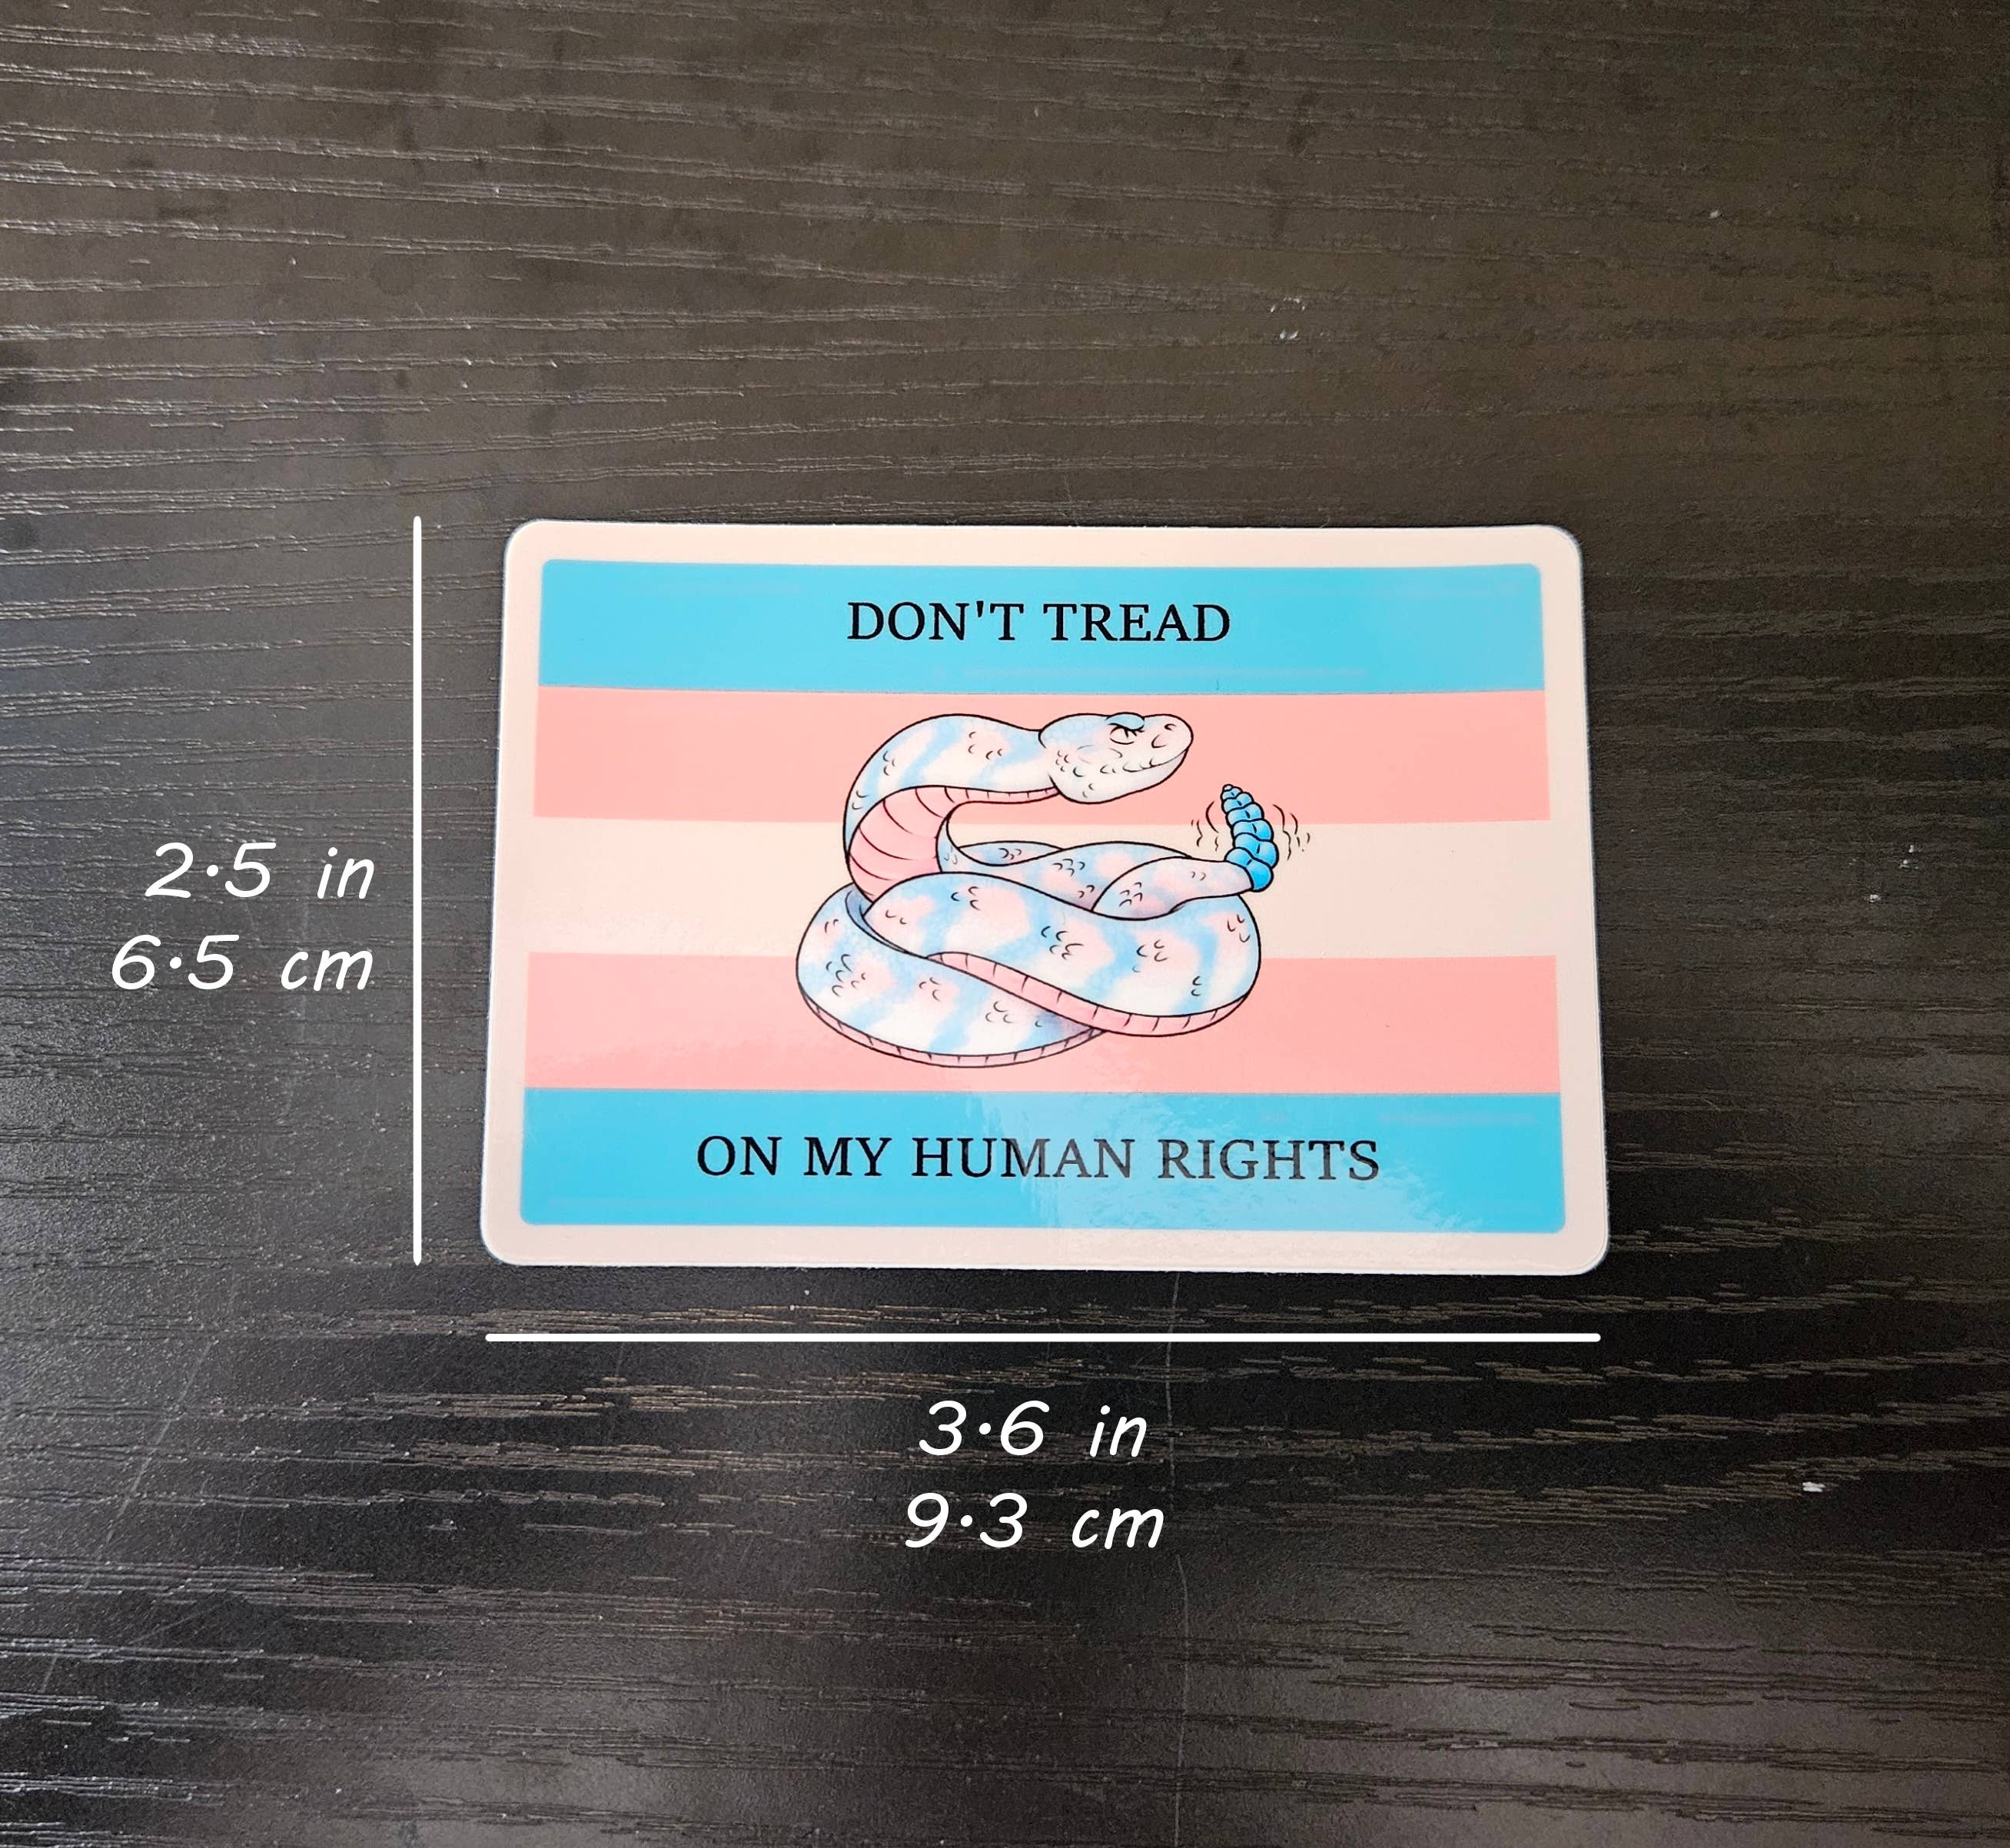 DON'T TREAD
ON MY HUMAN RIGHTS
2.5 in
6.5 cm
3.6 in
9.3 cm